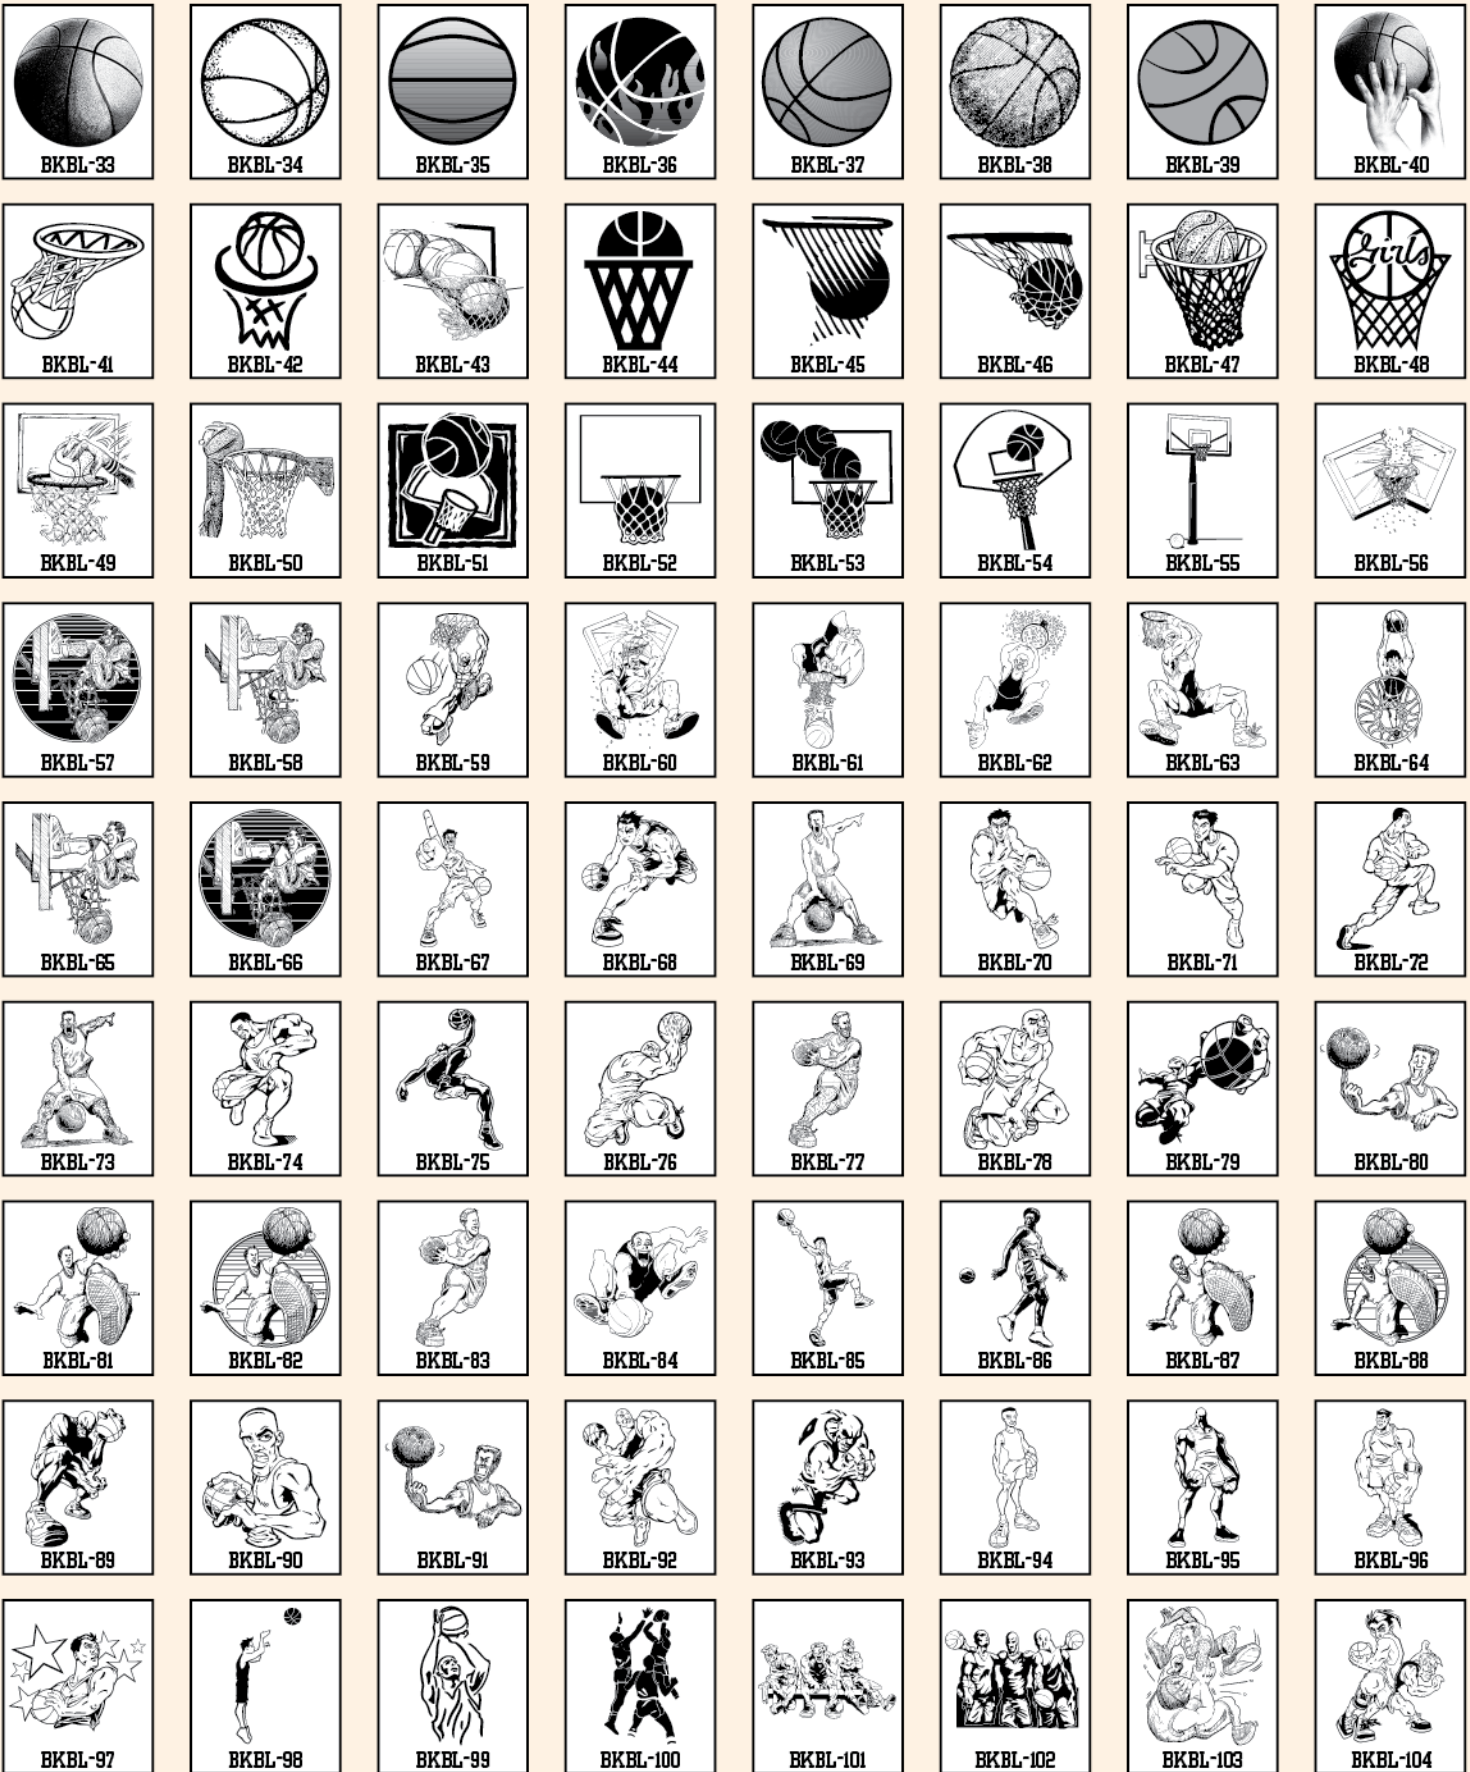 BKBL-33 BKBL-34 BKBL-35 BKBL-36 BKBL-37 BKBL-38 BKBL-39 BKBL-40
Girls
BKBL-41 BKBL-42 BKBL-43 BKBL-44 BKBL-45 BKBL-46 BKBL-47 BKBL-48
BKBL-49 BKBL-50 BKBL-51 BKBL-52 BKBL-53 BKBL-54 BKBL-55 BKBL-56
BKBL-57 BKBL-58 BKBL-59 BKBL-60 BKBL-61 BKBL-62 BKBL-63 BKBL-64
BKBL-65 BKBL-66 BKBL-67 BKBL-68 BKBL-69 BKBL-70 BKBL-71 BKBL-72
BKBL-73 BKBL-74 BKBL-75 BKBL-76 BKBL-77 BKBL-78 BKBL-79 BKBL-80
BKBL-81 BKBL-82 BKBL-83 BKBL-84 BKBL-85 BKBL-86 BKBL-87 BKBL-88
BKBL-89 BKBL-90 BKBL-91 BKBL-92 BKBL-93 BKBL-94 BKBL-95 BKBL-96
BKBL-97 BKBL-98 BKBL-99 BKBL-100 BKBL-101 BKBL-102 BKBL-103 BKBL-104